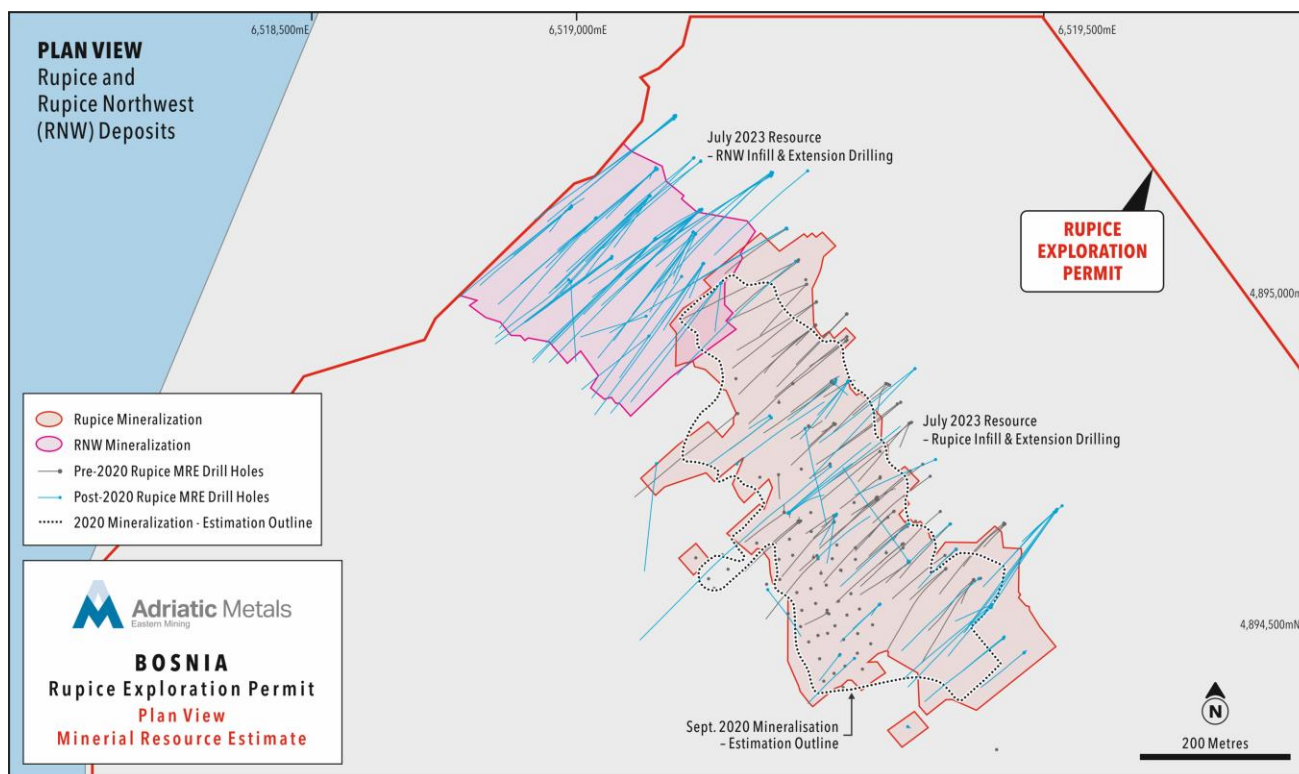 6,518,500mE
6,519,000mE
6,519,500mE
PLAN VIEW
Rupice and
Rupice Northwest
(RNW) Deposits
July 2023 Resource
– RNW Infill & Extension Drilling
RUPICE
EXPLORATION
PERMIT
4,895,000m
Rupice Mineralization
RNW Mineralization
Pre-2020 Rupice MRE Drill Holes
Post-2020 Rupice MRE Drill Holes
2020 Mineralization - Estimation Outline
July 2023 Resource
– Rupice Infill & Extension Drilling
Adriatic Metals
Eastern Mining
BOSNIA
Rupice Exploration Permit
Plan View
Minerial Resource Estimate
4,894,500mN
Sept. 2020 Mineralisation
– Estimation Outline
N
200 Metres